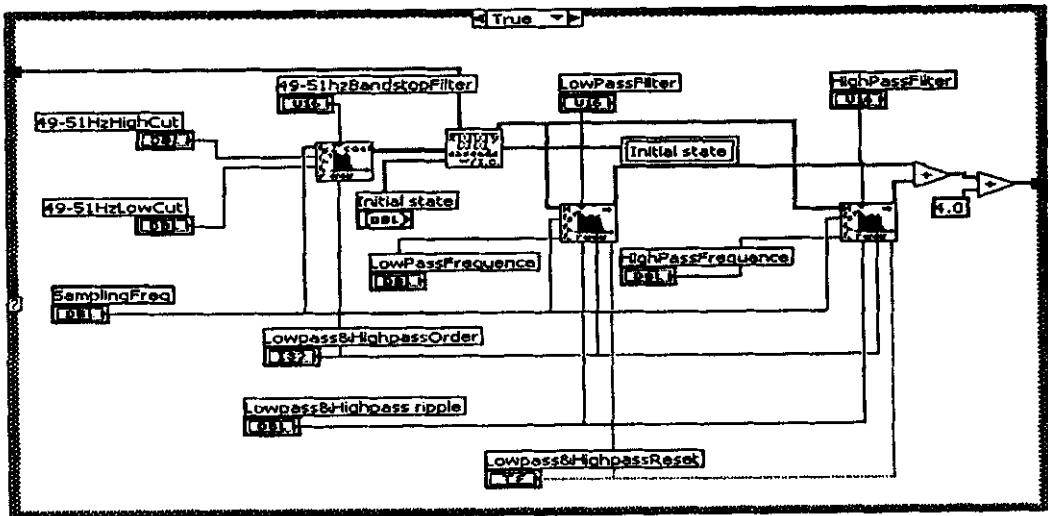 True
49-51hzBandstopFilter
U16
LowPassFilter
U16
HighPassFilter
U16
49-51HzHighCut
DBL
Initial state
Initial state
DBL
49-51HzLowCut
DBL
4.0
LowPassFrequence
DBL
HighPassFrequence
DBL
SamplingFreq
DBL
?
Lowpass&HighpassOrder
I32
Lowpass&Highpass ripple
DBL
Lowpass&HighpassReset
TF